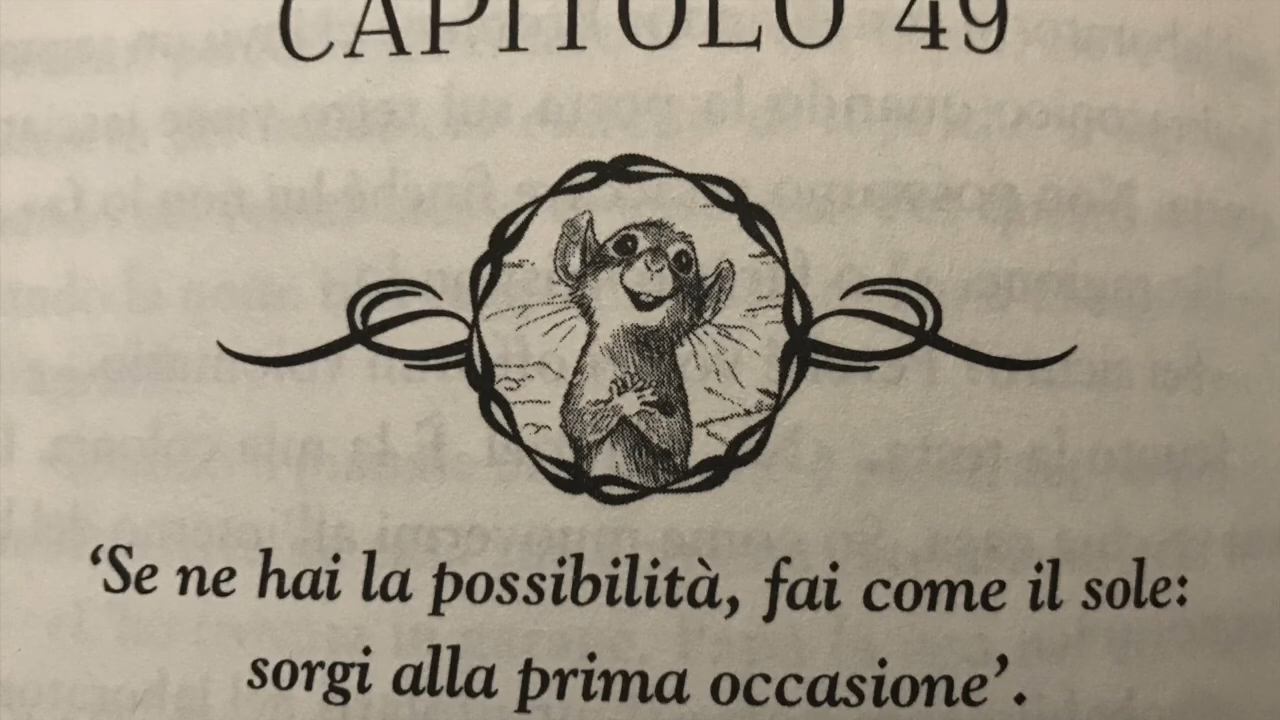 CAPITOLO 49
‘Se ne hai la possibilità, fai come il sole:
sorgi alla prima occasione’.